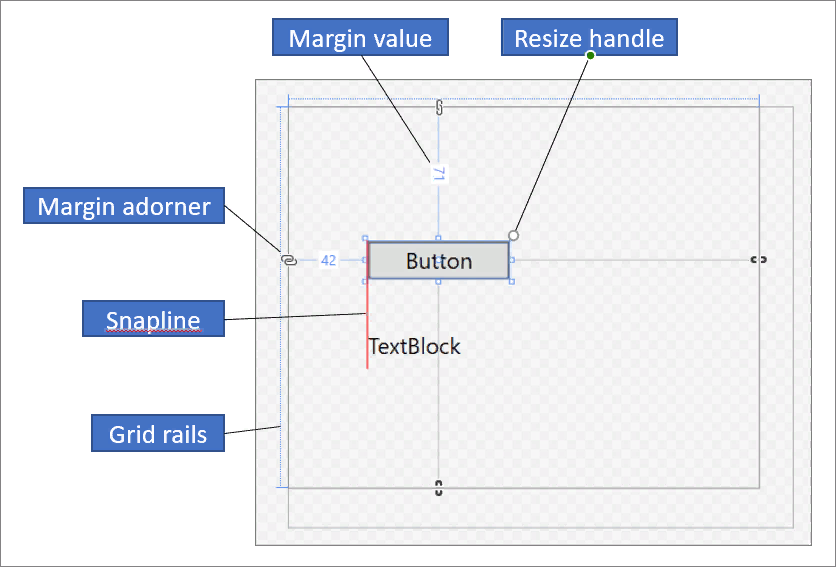 Margin value
Resize handle
71
Margin adorner
42
Button
Snapline
TextBlock
Grid rails